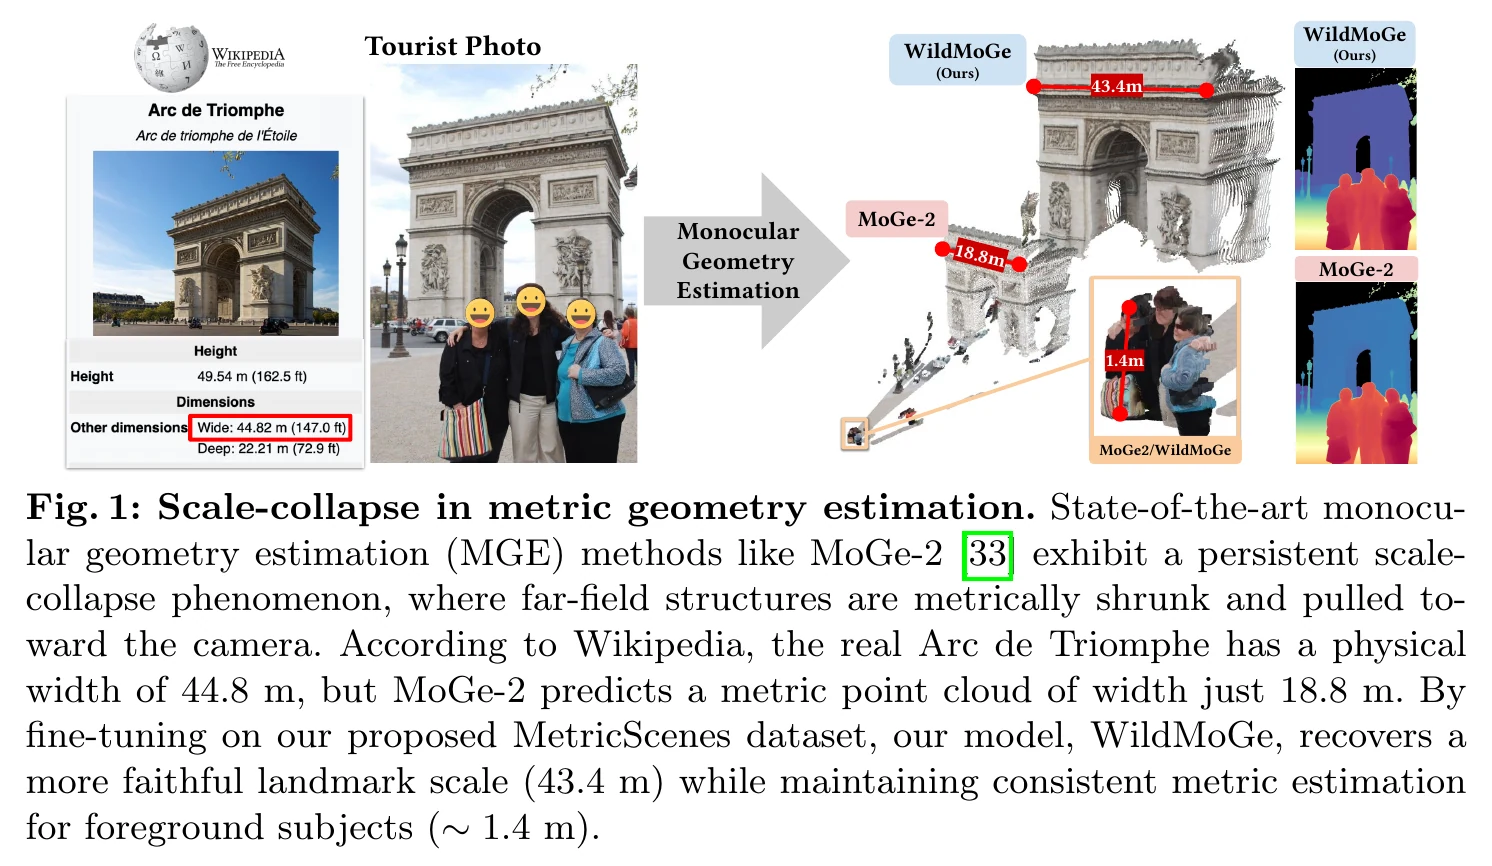 WIKIPEDIA
The Free Encyclopedia
Arc de Triomphe
Arc de triomphe de l'Étoile
Height
Height 49.54 m (162.5 ft)
Dimensions
Other dimensions Wide: 44.82 m (147.0 ft)
Deep: 22.21 m (72.9 ft)
Tourist Photo
Monocular
Geometry
Estimation
WildMoGe
(Ours)
43.4m
MoGe-2
18.8m
1.4m
MoGe2/WildMoGe
WildMoGe
(Ours)
MoGe-2
Fig. 1: Scale-collapse in metric geometry estimation. State-of-the-art monocu-
lar geometry estimation (MGE) methods like MoGe-2 [33] exhibit a persistent scale-
collapse phenomenon, where far-field structures are metrically shrunk and pulled to-
ward the camera. According to Wikipedia, the real Arc de Triomphe has a physical
width of 44.8 m, but MoGe-2 predicts a metric point cloud of width just 18.8 m. By
fine-tuning on our proposed MetricScenes dataset, our model, WildMoGe, recovers a
more faithful landmark scale (43.4 m) while maintaining consistent metric estimation
for foreground subjects (∼ 1.4 m).